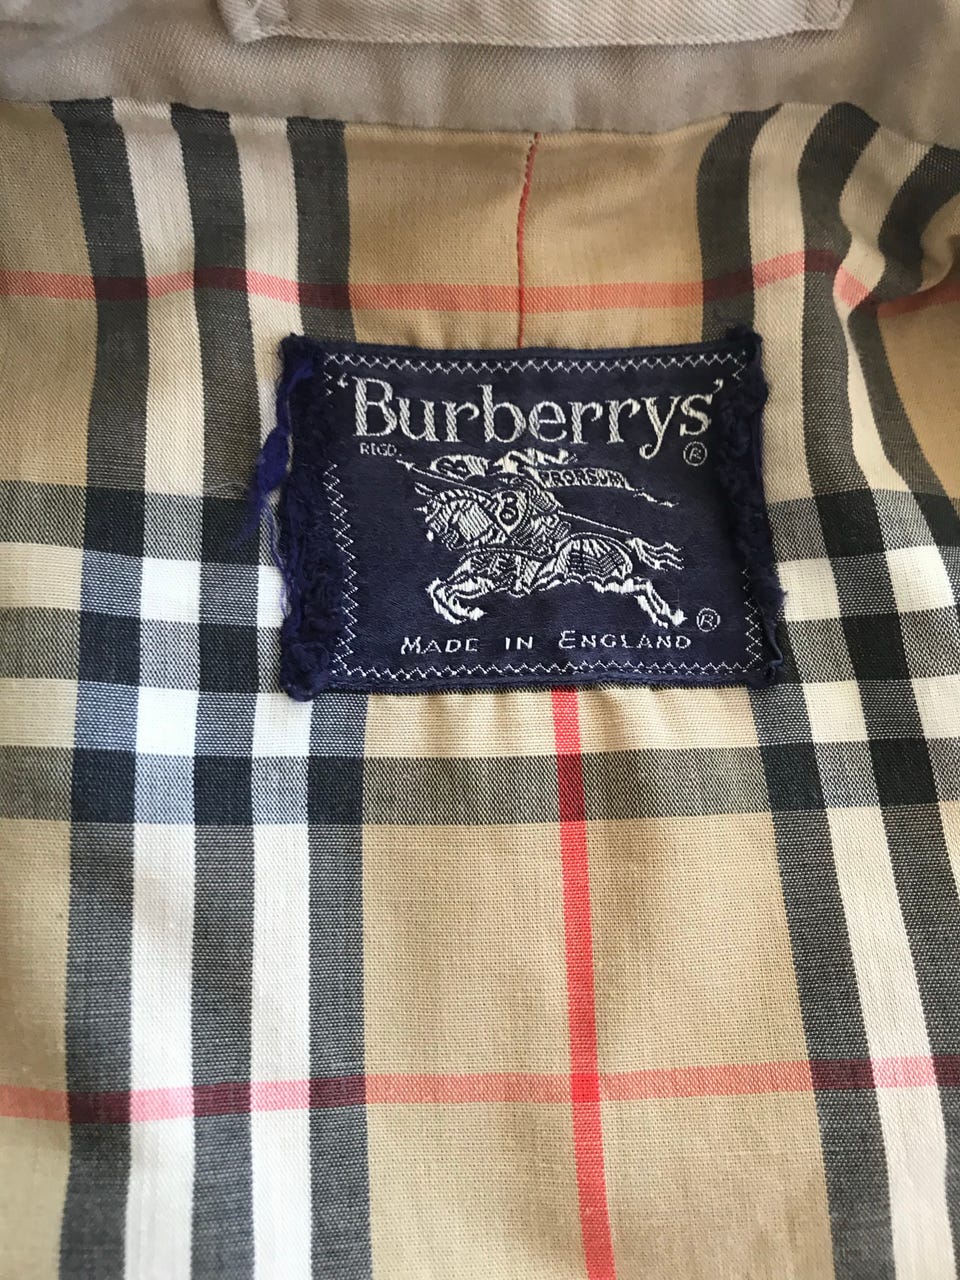 'Burberrys'
REGD. ®
PRORSUM
®
MADE IN ENGLAND